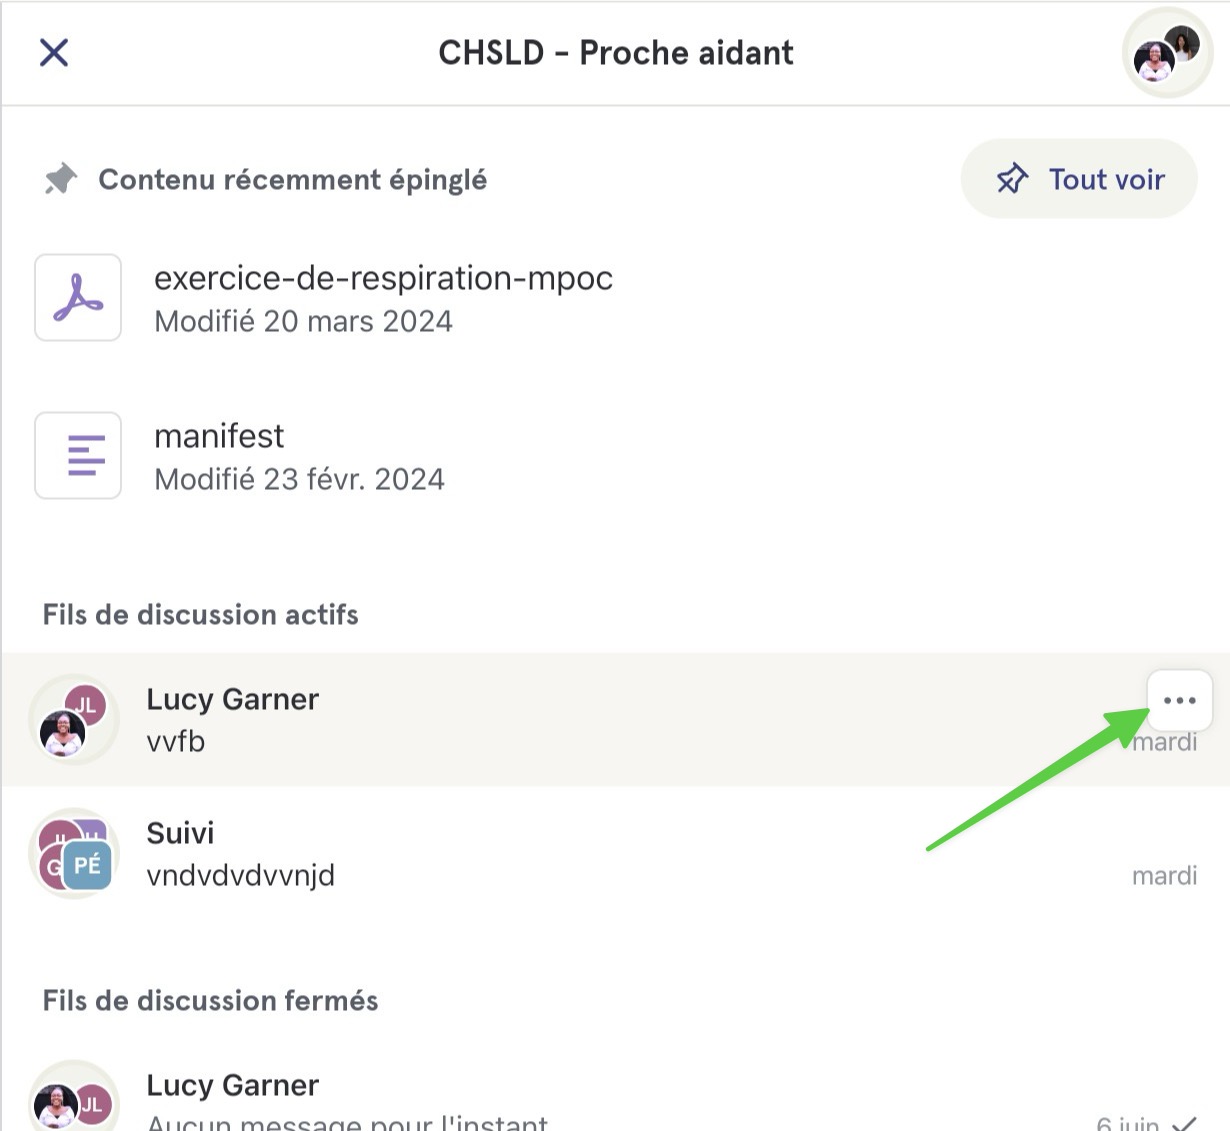 CHSLD – Proche aidant
Contenu récemment épinglé
Tout voir
exercice-de-respiration-mpoc
Modifié 20 mars 2024
manifest
Modifié 23 févr. 2024
Fils de discussion actifs
JL
Lucy Garner
vvfb
mardi
G PÉ
Suivi
vndvdvdvvnjd
mardi
Fils de discussion fermés
JL
Lucy Garner
Aucun message pour l'instant
6 juin